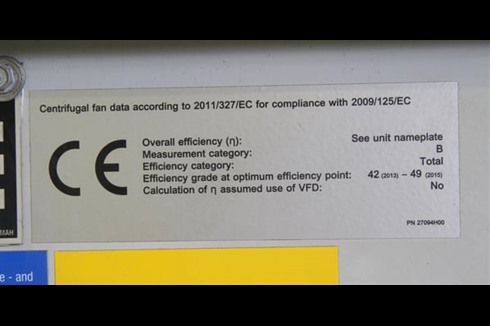 Centrifugal fan data according to 2011/327/EC for compliance with 2009/125/EC
CE
Overall efficiency (η): See unit nameplate
Measurement category: B
Efficiency category: Total
Efficiency grade at optimum efficiency point: 42 (2013) – 49 (2015)
Calculation of η assumed use of VFD: No
PN 27094H00
MAH
e - and